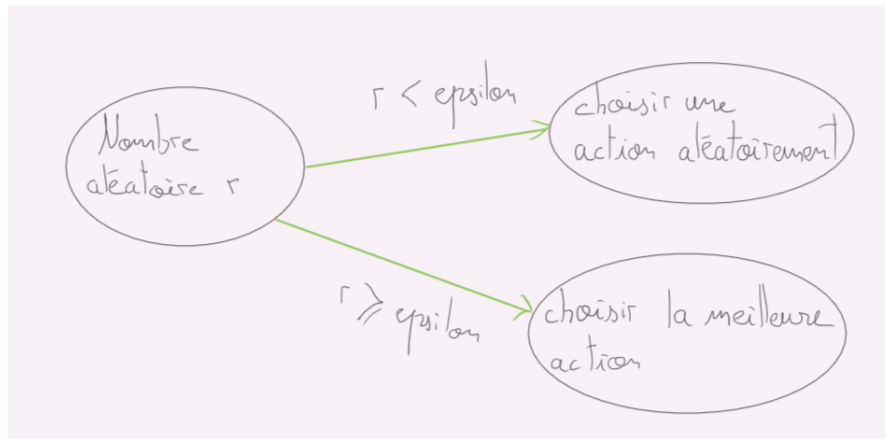 Nombre
aléatoire r
r < epsilon
choisir une
action aléatoirement
r ⩾ epsilon
choisir la meilleure
action